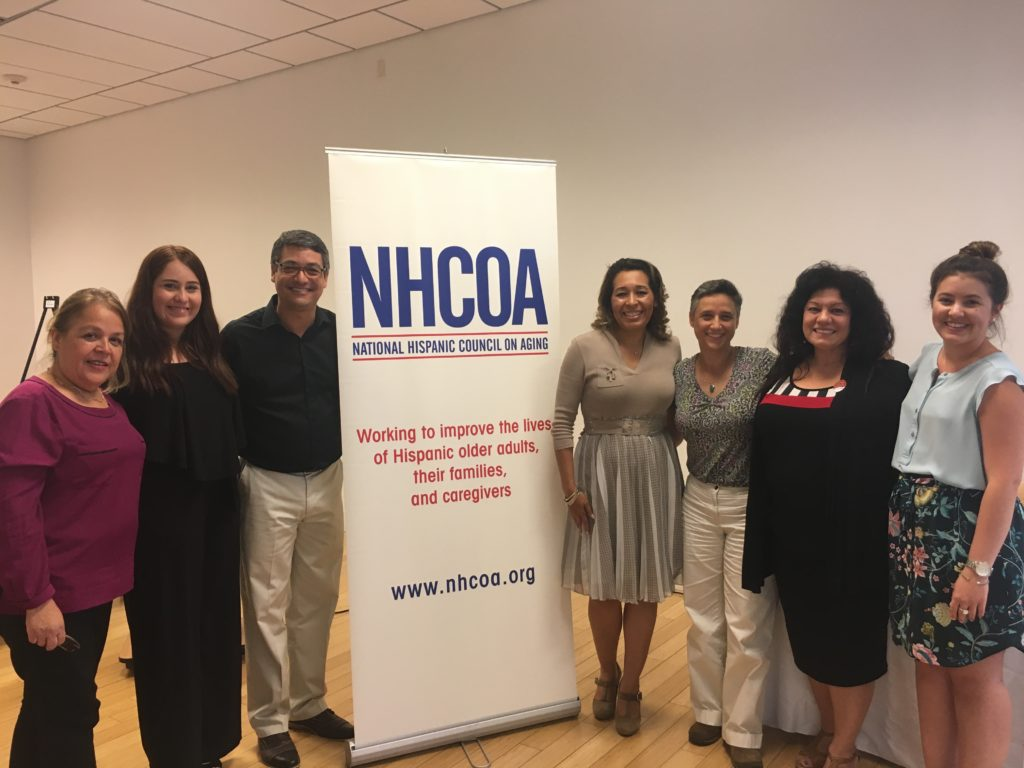 NHCOA
NATIONAL HISPANIC COUNCIL ON AGING
Working to improve the lives
of Hispanic older adults,
their families,
and caregivers
www.nhcoa.org